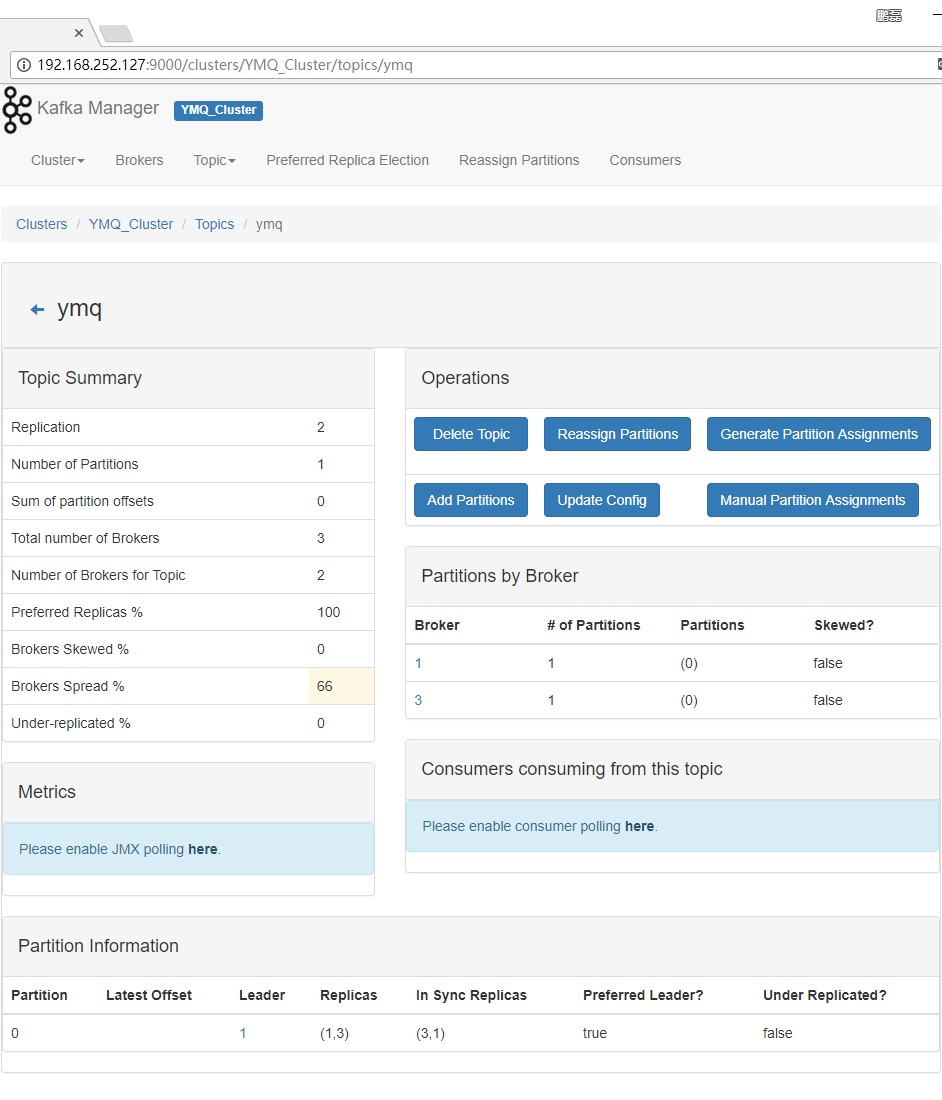 鹏磊
192.168.252.127:9000/clusters/YMQ_Cluster/topics/ymq
Kafka Manager YMQ_Cluster
Cluster Brokers Topic Preferred Replica Election Reassign Partitions Consumers
Clusters / YMQ_Cluster / Topics / ymq
ymq
Topic Summary
Replication 2
Number of Partitions 1
Sum of partition offsets 0
Total number of Brokers 3
Number of Brokers for Topic 2
Preferred Replicas % 100
Brokers Skewed % 0
Brokers Spread % 66
Under-replicated % 0
Metrics
Please enable JMX polling here.
Operations
Delete Topic Reassign Partitions Generate Partition Assignments
Add Partitions Update Config Manual Partition Assignments
Partitions by Broker
Broker # of Partitions Partitions Skewed?
1 1 (0) false
3 1 (0) false
Consumers consuming from this topic
Please enable consumer polling here.
Partition Information
Partition Latest Offset Leader Replicas In Sync Replicas Preferred Leader? Under Replicated?
0 1 (1,3) (3,1) true false